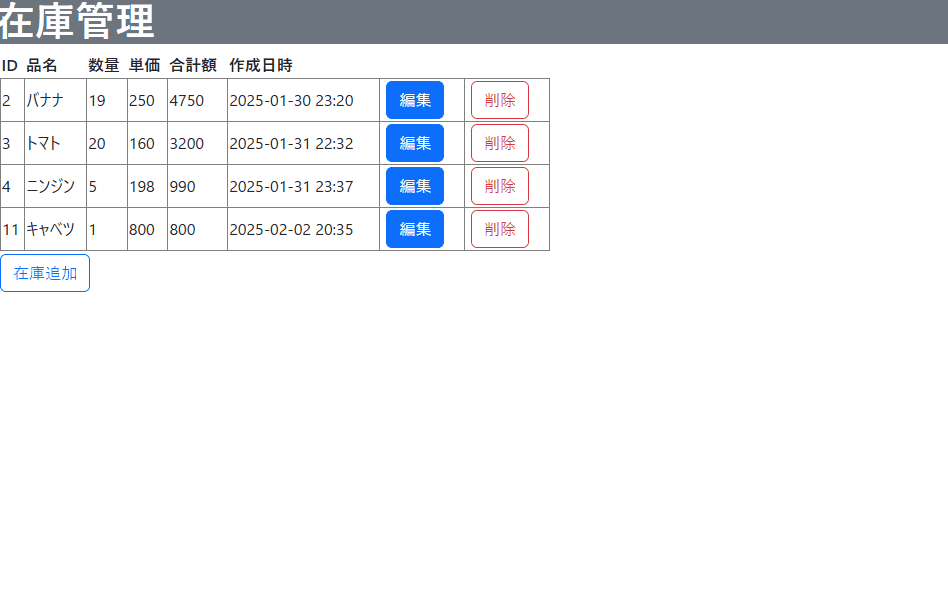 在庫管理
ID 品名 数量 単価 合計額 作成日時
2 バナナ 19 250 4750 2025-01-30 23:20 編集 削除
3 トマト 20 160 3200 2025-01-31 22:32 編集 削除
4 ニンジン 5 198 990 2025-01-31 23:37 編集 削除
11 キャベツ 1 800 800 2025-02-02 20:35 編集 削除
在庫追加